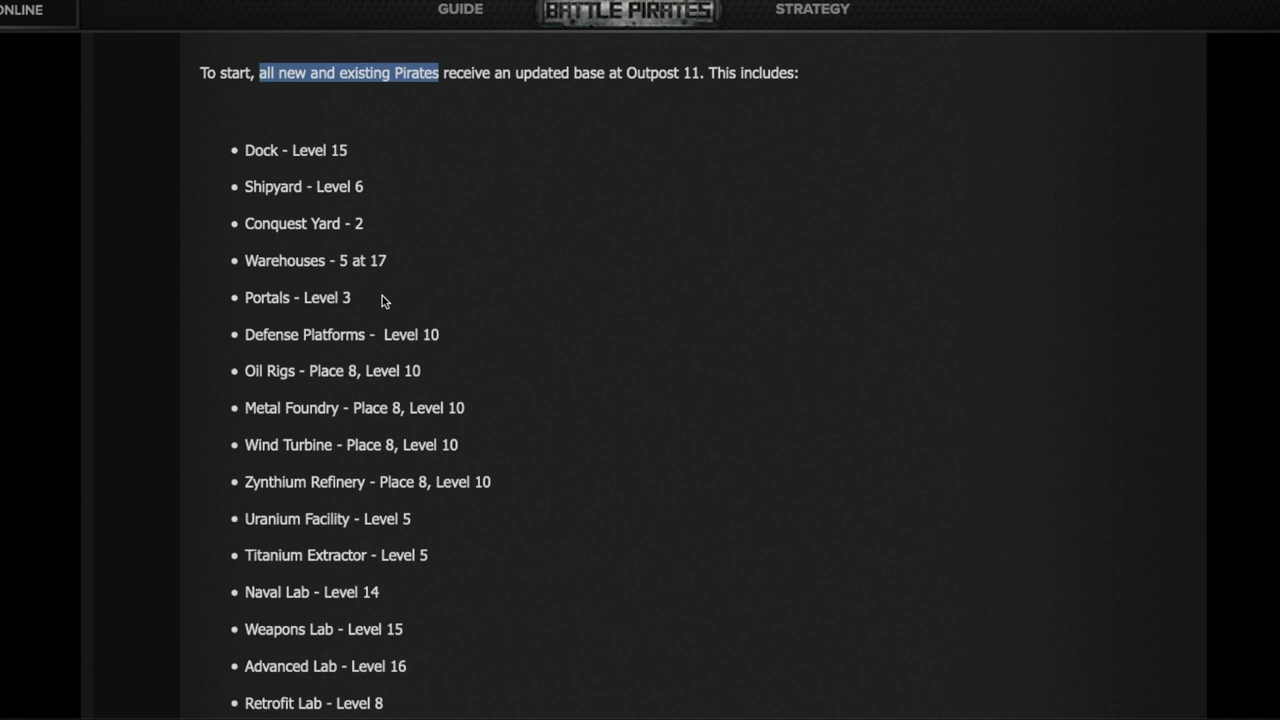 ONLINE
GUIDE
BATTLE PIRATES
STRATEGY
To start, all new and existing Pirates receive an updated base at Outpost 11. This includes:
• Dock - Level 15
• Shipyard - Level 6
• Conquest Yard - 2
• Warehouses - 5 at 17
• Portals - Level 3
• Defense Platforms -  Level 10
• Oil Rigs - Place 8, Level 10
• Metal Foundry - Place 8, Level 10
• Wind Turbine - Place 8, Level 10
• Zynthium Refinery - Place 8, Level 10
• Uranium Facility - Level 5
• Titanium Extractor - Level 5
• Naval Lab - Level 14
• Weapons Lab - Level 15
• Advanced Lab - Level 16
• Retrofit Lab - Level 8